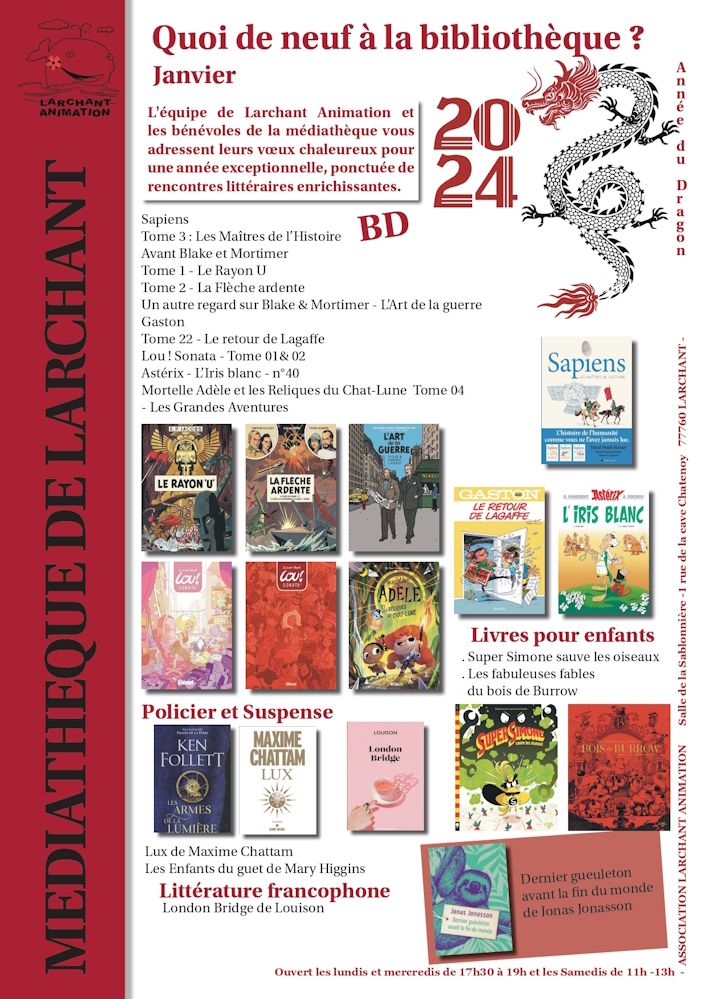 LARCHANT
ANIMATION
MEDIATHEQUE DE LARCHANT
Quoi de neuf à la bibliothèque ?
Janvier
L'équipe de Larchant Animation et
les bénévoles de la médiathèque vous
adressent leurs vœux chaleureux pour
une année exceptionnelle, ponctuée de
rencontres littéraires enrichissantes.
20
24
Année du Dragon
BD
Sapiens
Tome 3 : Les Maîtres de l'Histoire
Avant Blake et Mortimer
Tome 1 - Le Rayon U
Tome 2 - La Flèche ardente
Un autre regard sur Blake & Mortimer - L'Art de la guerre
Gaston
Tome 22 - Le retour de Lagaffe
Lou ! Sonata - Tome 01& 02
Astérix - L'Iris blanc - n°40
Mortelle Adèle et les Reliques du Chat-Lune Tome 04
- Les Grandes Aventures
Sapiens
L'histoire de l'humanité
comme vous ne l'avez jamais lue.
E. P. JACOBS
LE RAYON "U"
LA FLÈCHE
ARDENTE
L'ART
de la
GUERRE
GASTON
LE RETOUR
DE LAGAFFE
Astérix
L'IRIS BLANC
Lou!
SONATA
Glénat
Lou!
SONATA
Glénat
ADÈLE
Livres pour enfants
. Super Simone sauve les oiseaux
. Les fabuleuses fables
du bois de Burrow
SUPER SIMONE
BOIS de BURROW
Policier et Suspense
KEN
FOLLETT
LES
ARMES
DE LA
LUMIÈRE
MAXIME
CHATTAM
LUX
ALBIN MICHEL
LOUISON
London
Bridge
Lux de Maxime Chattam
Les Enfants du guet de Mary Higgins
Littérature francophone
London Bridge de Louison
Jonas Jonasson
Dernier gueuleton
avant la fin du monde
Dernier gueuleton
avant la fin du monde
de Jonas Jonasson
Ouvert les lundis et mercredis de 17h30 à 19h et les Samedis de 11h -13h
- ASSOCIATION LARCHANT ANIMATION Salle de la Sablonnière -1 rue de la cave Chatenoy 77760 LARCHANT -